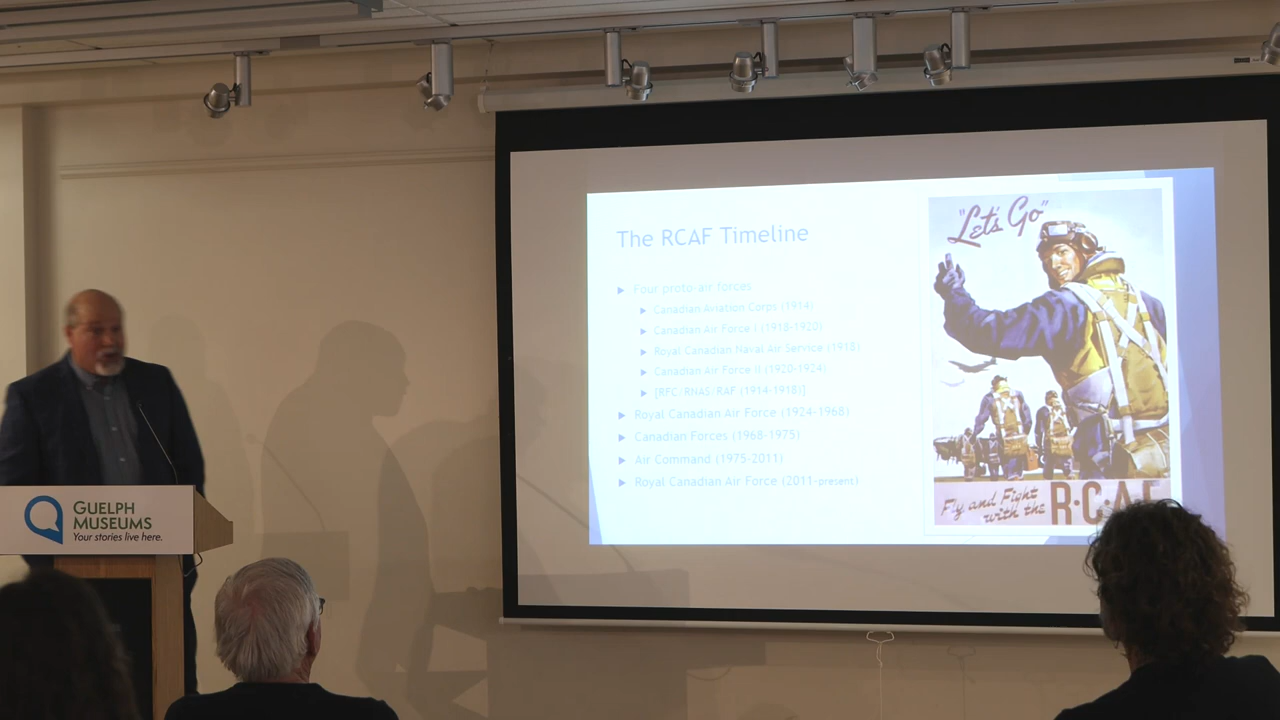 GUELPH
MUSEUMS
Your stories live here.
The RCAF Timeline
Four proto-air forces
Canadian Aviation Corps (1914)
Canadian Air Force I (1918-1920)
Royal Canadian Naval Air Service (1918)
Canadian Air Force II (1920-1924)
[RFC/RNAS/RAF (1914-1918)]
Royal Canadian Air Force (1924-1968)
Canadian Forces (1968-1975)
Air Command (1975-2011)
Royal Canadian Air Force (2011-present)
"Let's Go"
Fly and Fight
with the R·C·A·F